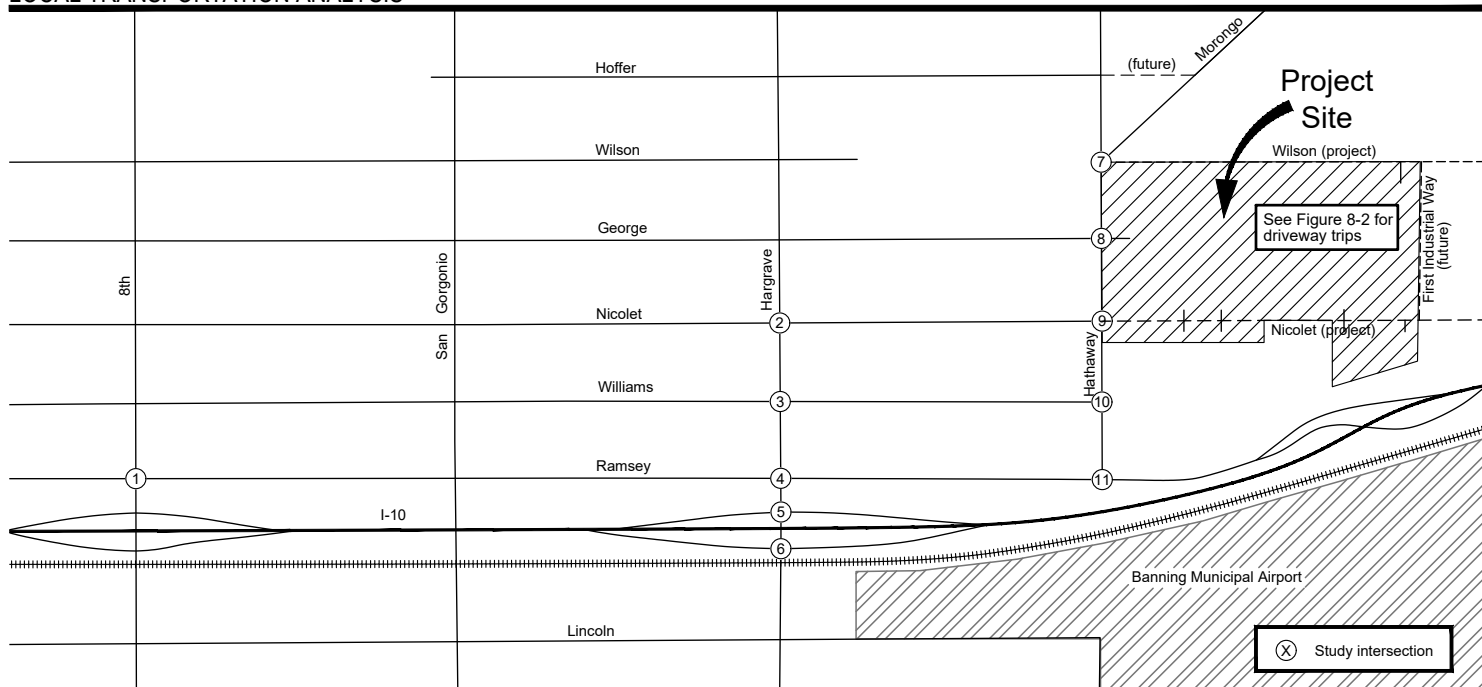 LOCAL TRANSPORTATION ANALYSIS
Morongo
Hoffer
(future)
Project
Site
Wilson
Wilson (project)
7
See Figure 8-2 for
driveway trips
First Industrial Way
(future)
George
8
8th
San Gorgonio
Hargrave
Nicolet
2
9
Nicolet (project)
Hathaway
Williams
3
10
Ramsey
1
4
11
I-10
5
6
Banning Municipal Airport
Lincoln
X Study intersection